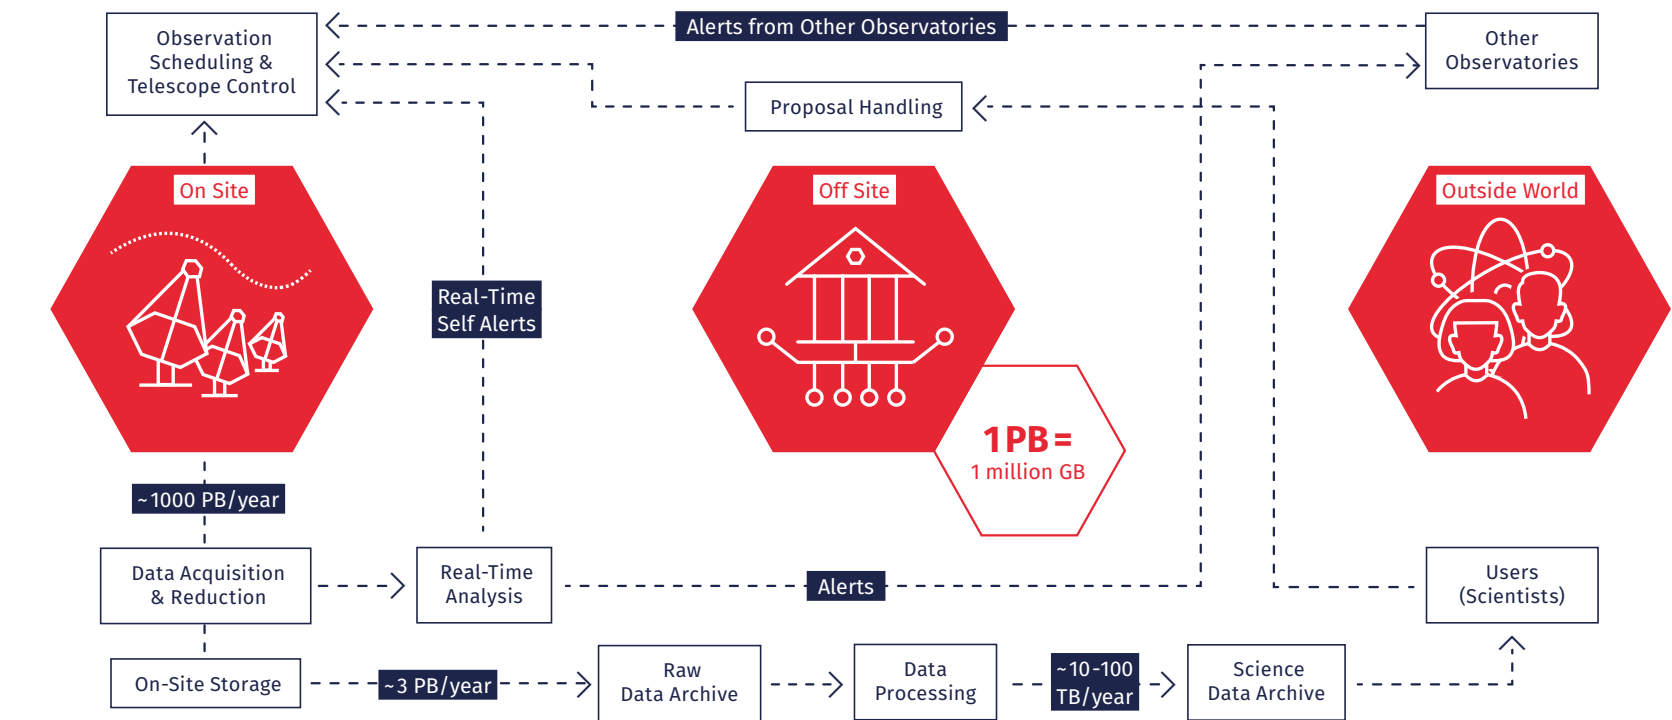 Observation
Scheduling &
Telescope Control
Alerts from Other Observatories
Other
Observatories
Proposal Handling
On Site
Off Site
Outside World
Real-Time
Self Alerts
1 PB =
1 million GB
~1000 PB/year
Data Acquisition
& Reduction
Real-Time
Analysis
Alerts
Users
(Scientists)
On-Site Storage
~3 PB/year
Raw
Data Archive
Data
Processing
~10-100
TB/year
Science
Data Archive